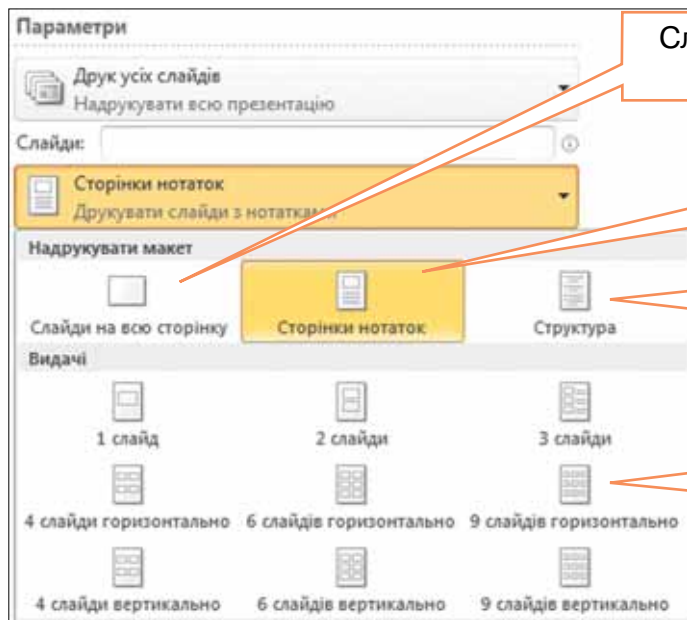 Параметри
Сл
Друк усіх слайдів
Надрукувати всю презентацію
Слайди:
Сторінки нотаток
Друкувати слайди з нотатками
Надрукувати макет
Слайди на всю сторінку Сторінки нотаток Структура
Видачі
1 слайд 2 слайди 3 слайди
4 слайди горизонтально 6 слайдів горизонтально 9 слайдів горизонтально
4 слайди вертикально 6 слайдів вертикально 9 слайдів вертикально